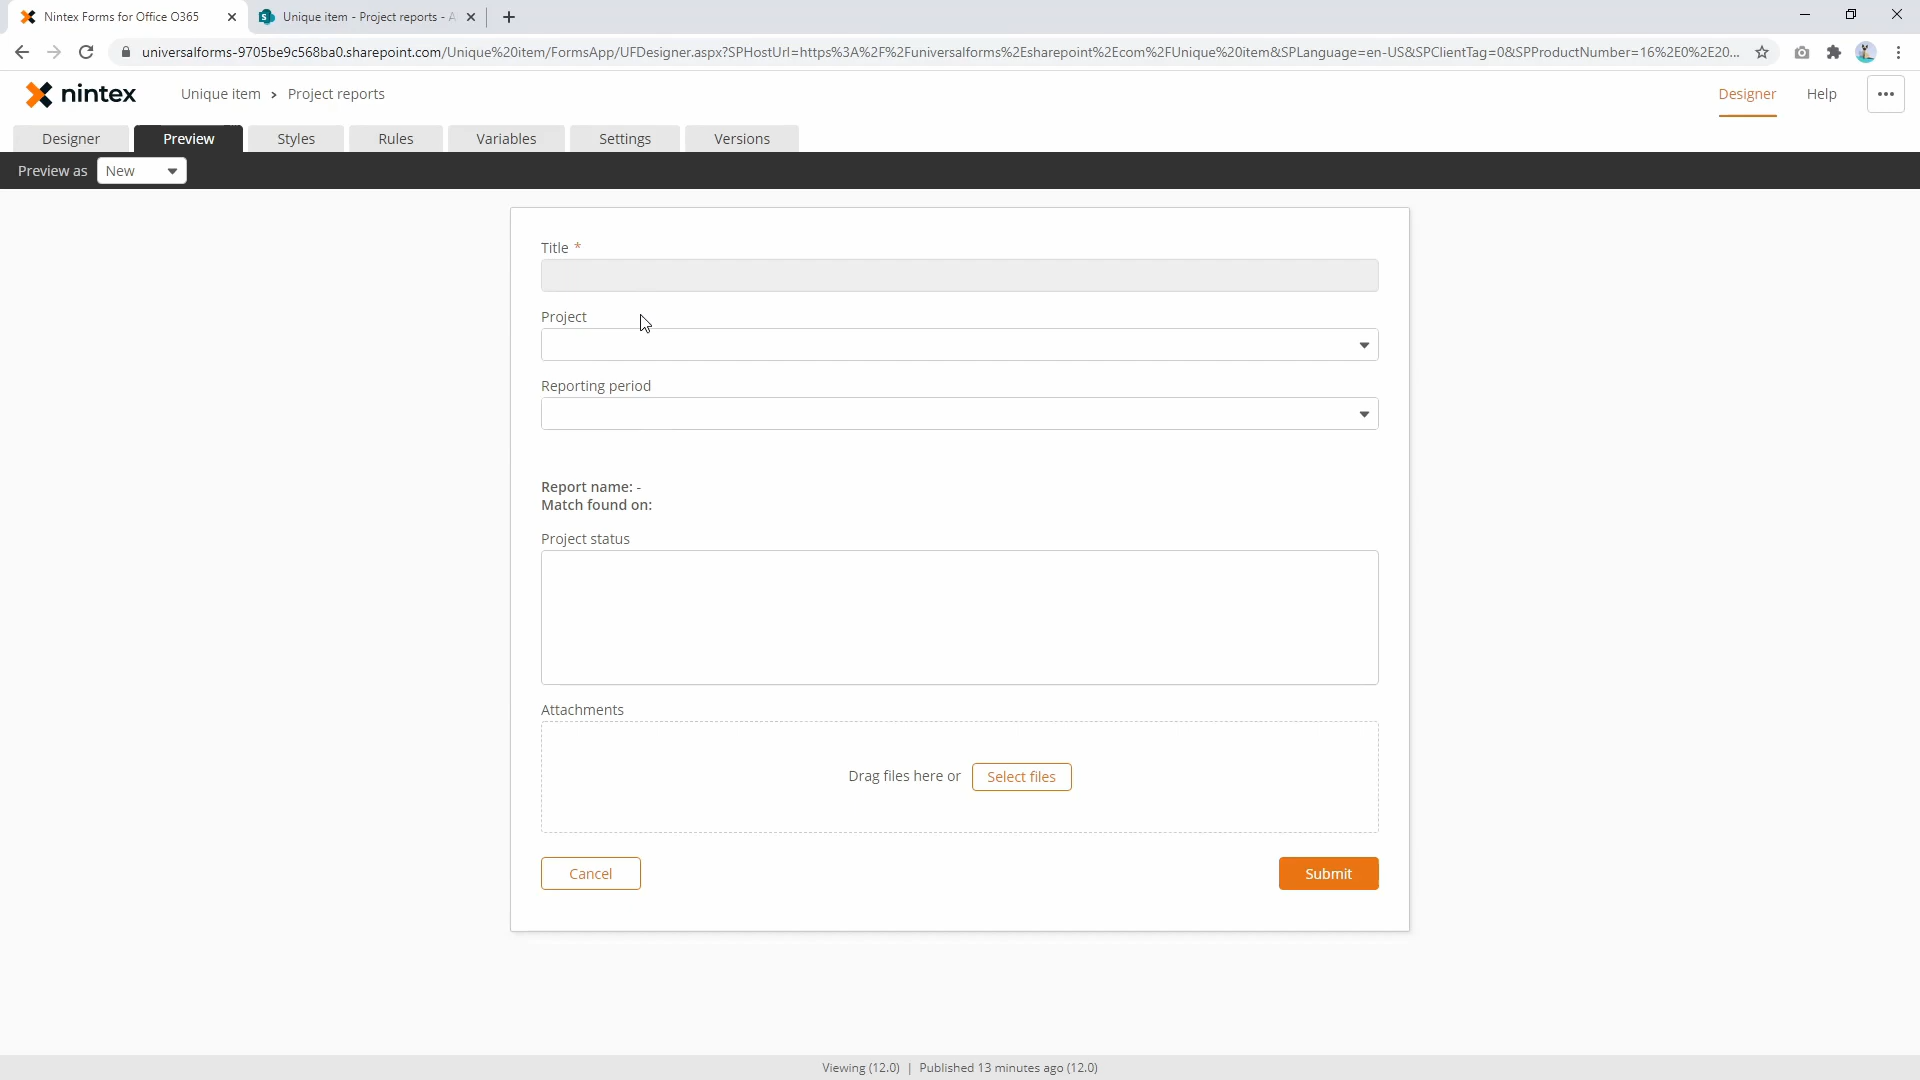 Nintex Forms for Office O365
Unique item - Project reports - A
universalforms-9705be9c568ba0.sharepoint.com/Unique%20item/FormsApp/UFDesigner.aspx?SPHostUrl=https%3A%2F%2Funiversalforms%2Esharepoint%2Ecom%2FUnique%20item&SPLanguage=en-US&SPClientTag=0&SPProductNumber=16%2E0%2E20...
nintex
Unique item > Project reports
Designer
Help
Designer
Preview
Styles
Rules
Variables
Settings
Versions
Preview as
New
Title *
Project
Reporting period
Report name: -
Match found on:
Project status
Attachments
Drag files here or
Select files
Cancel
Submit
Viewing (12.0) | Published 13 minutes ago (12.0)